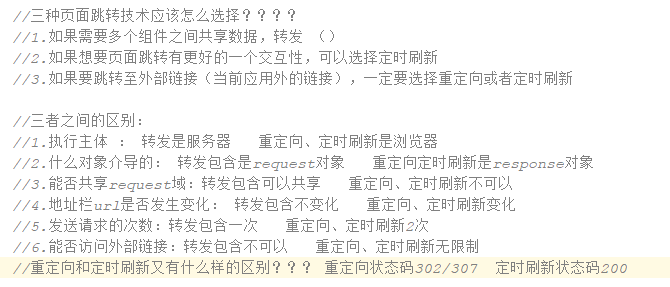 //三种页面跳转技术应该怎么选择？？？？
//1.如果需要多个组件之间共享数据，转发 （）
//2.如果想要页面跳转有更好的一个交互性，可以选择定时刷新
//3.如果要跳转至外部链接（当前应用外的链接），一定要选择重定向或者定时刷新
//三者之间的区别：
//1.执行主体 ： 转发是服务器 重定向、定时刷新是浏览器
//2.什么对象介导的： 转发包含是request对象 重定向定时刷新是response对象
//3.能否共享request域：转发包含可以共享 重定向、定时刷新不可以
//4.地址栏url是否发生变化： 转发包含不变化 重定向、定时刷新变化
//5.发送请求的次数：转发包含一次 重定向、定时刷新2次
//6.能否访问外部链接：转发包含不可以 重定向、定时刷新无限制
//重定向和定时刷新又有什么样的区别？？？ 重定向状态码302/307 定时刷新状态码200